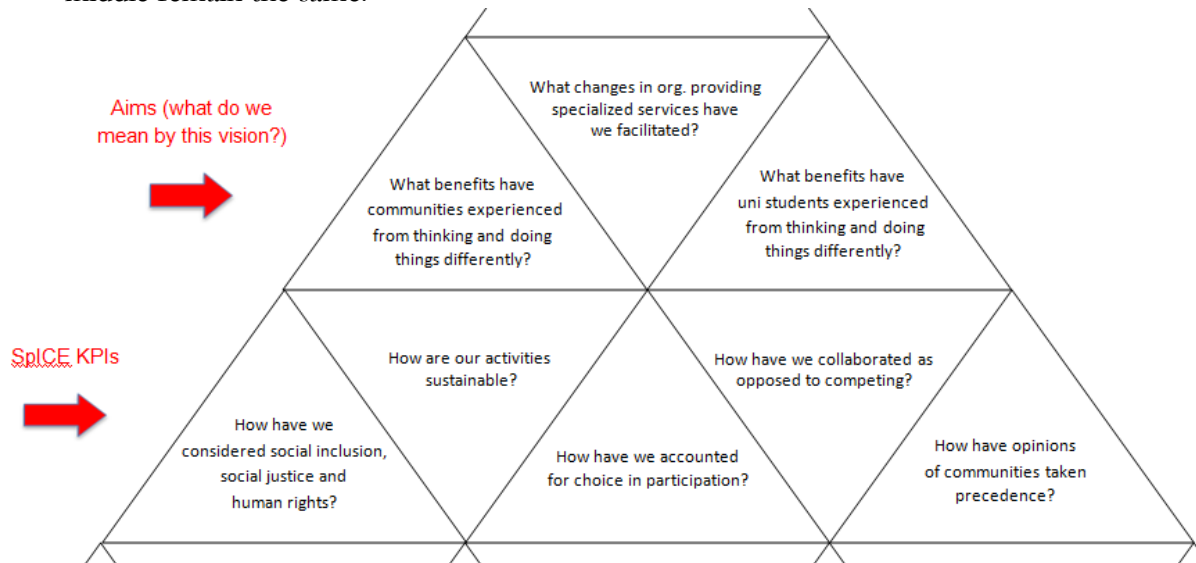 middle remain the same.
Aims (what do we
mean by this vision?)
What changes in org. providing
specialized services have
we facilitated?
What benefits have
communities experienced
from thinking and doing
things differently?
What benefits have
uni students experienced
from thinking and doing
things differently?
SpICE KPIs
How are our activities
sustainable?
How have we collaborated as
opposed to competing?
How have we
considered social inclusion,
social justice and
human rights?
How have we accounted
for choice in participation?
How have opinions
of communities taken
precedence?